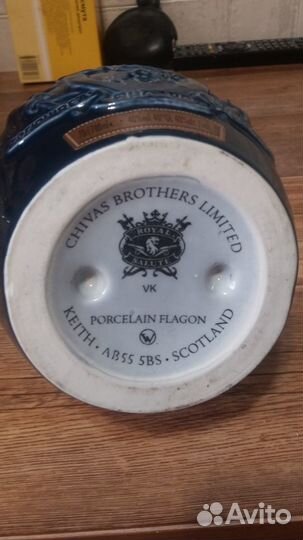 CHIVAS BROTHERS LIMITED
ROYAL
SALUTE
VK
PORCELAIN FLAGON
W
KEITH · AB55 5BS · SCOTLAND
Avito